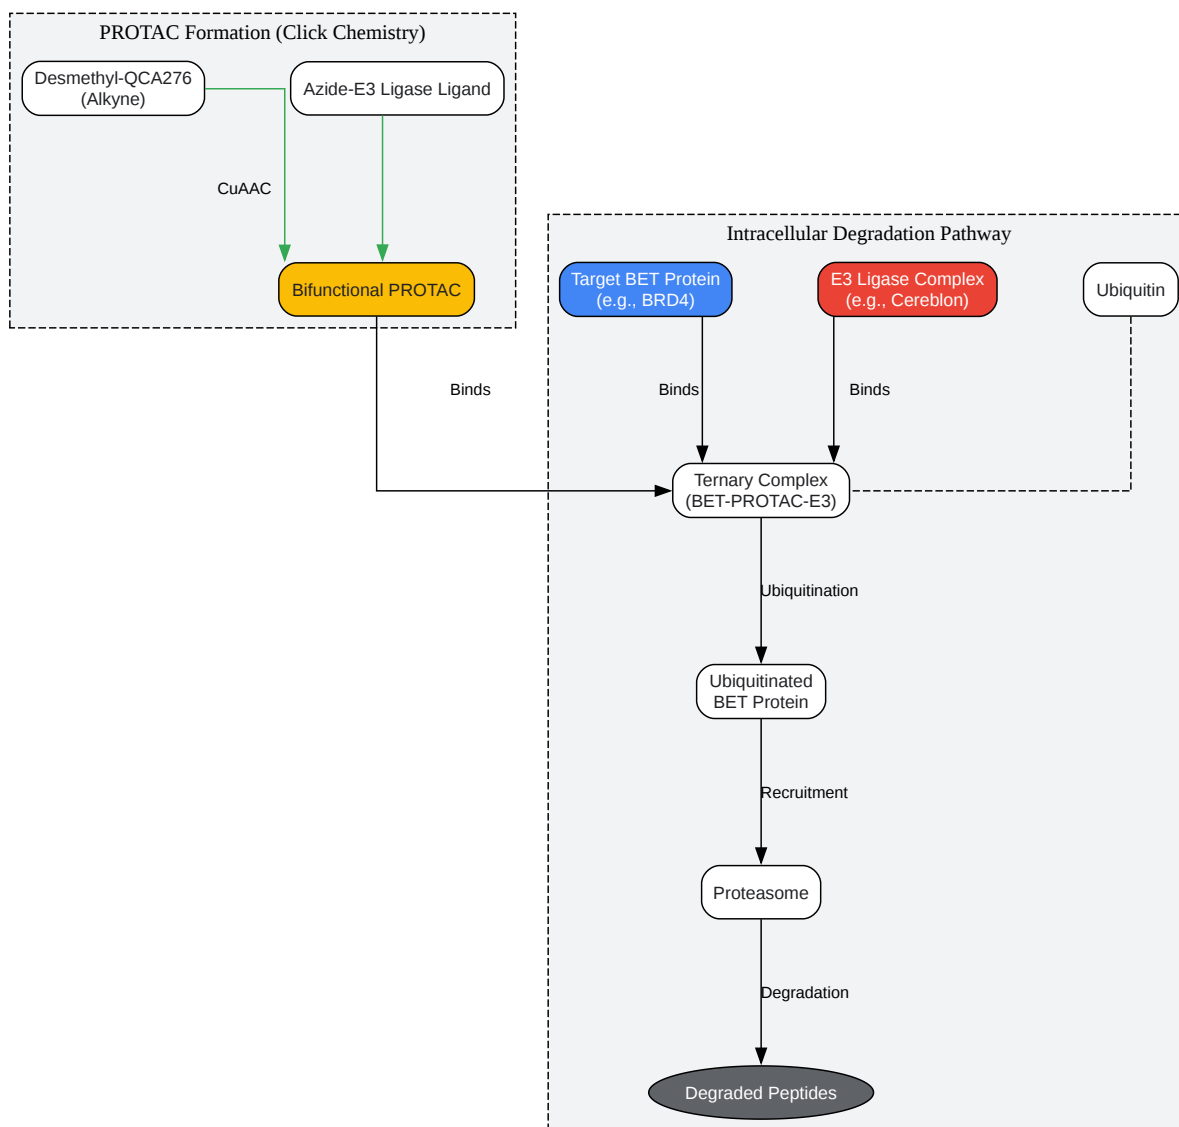 PROTAC Formation (Click Chemistry)
Desmethyl-QCA276
(Alkyne)
Azide-E3 Ligase Ligand
CuAAC
Bifunctional PROTAC
Intracellular Degradation Pathway
Target BET Protein
(e.g., BRD4)
E3 Ligase Complex
(e.g., Cereblon)
Ubiquitin
Binds
Binds
Binds
Ternary Complex
(BET-PROTAC-E3)
Ubiquitination
Ubiquitinated
BET Protein
Recruitment
Proteasome
Degradation
Degraded Peptides